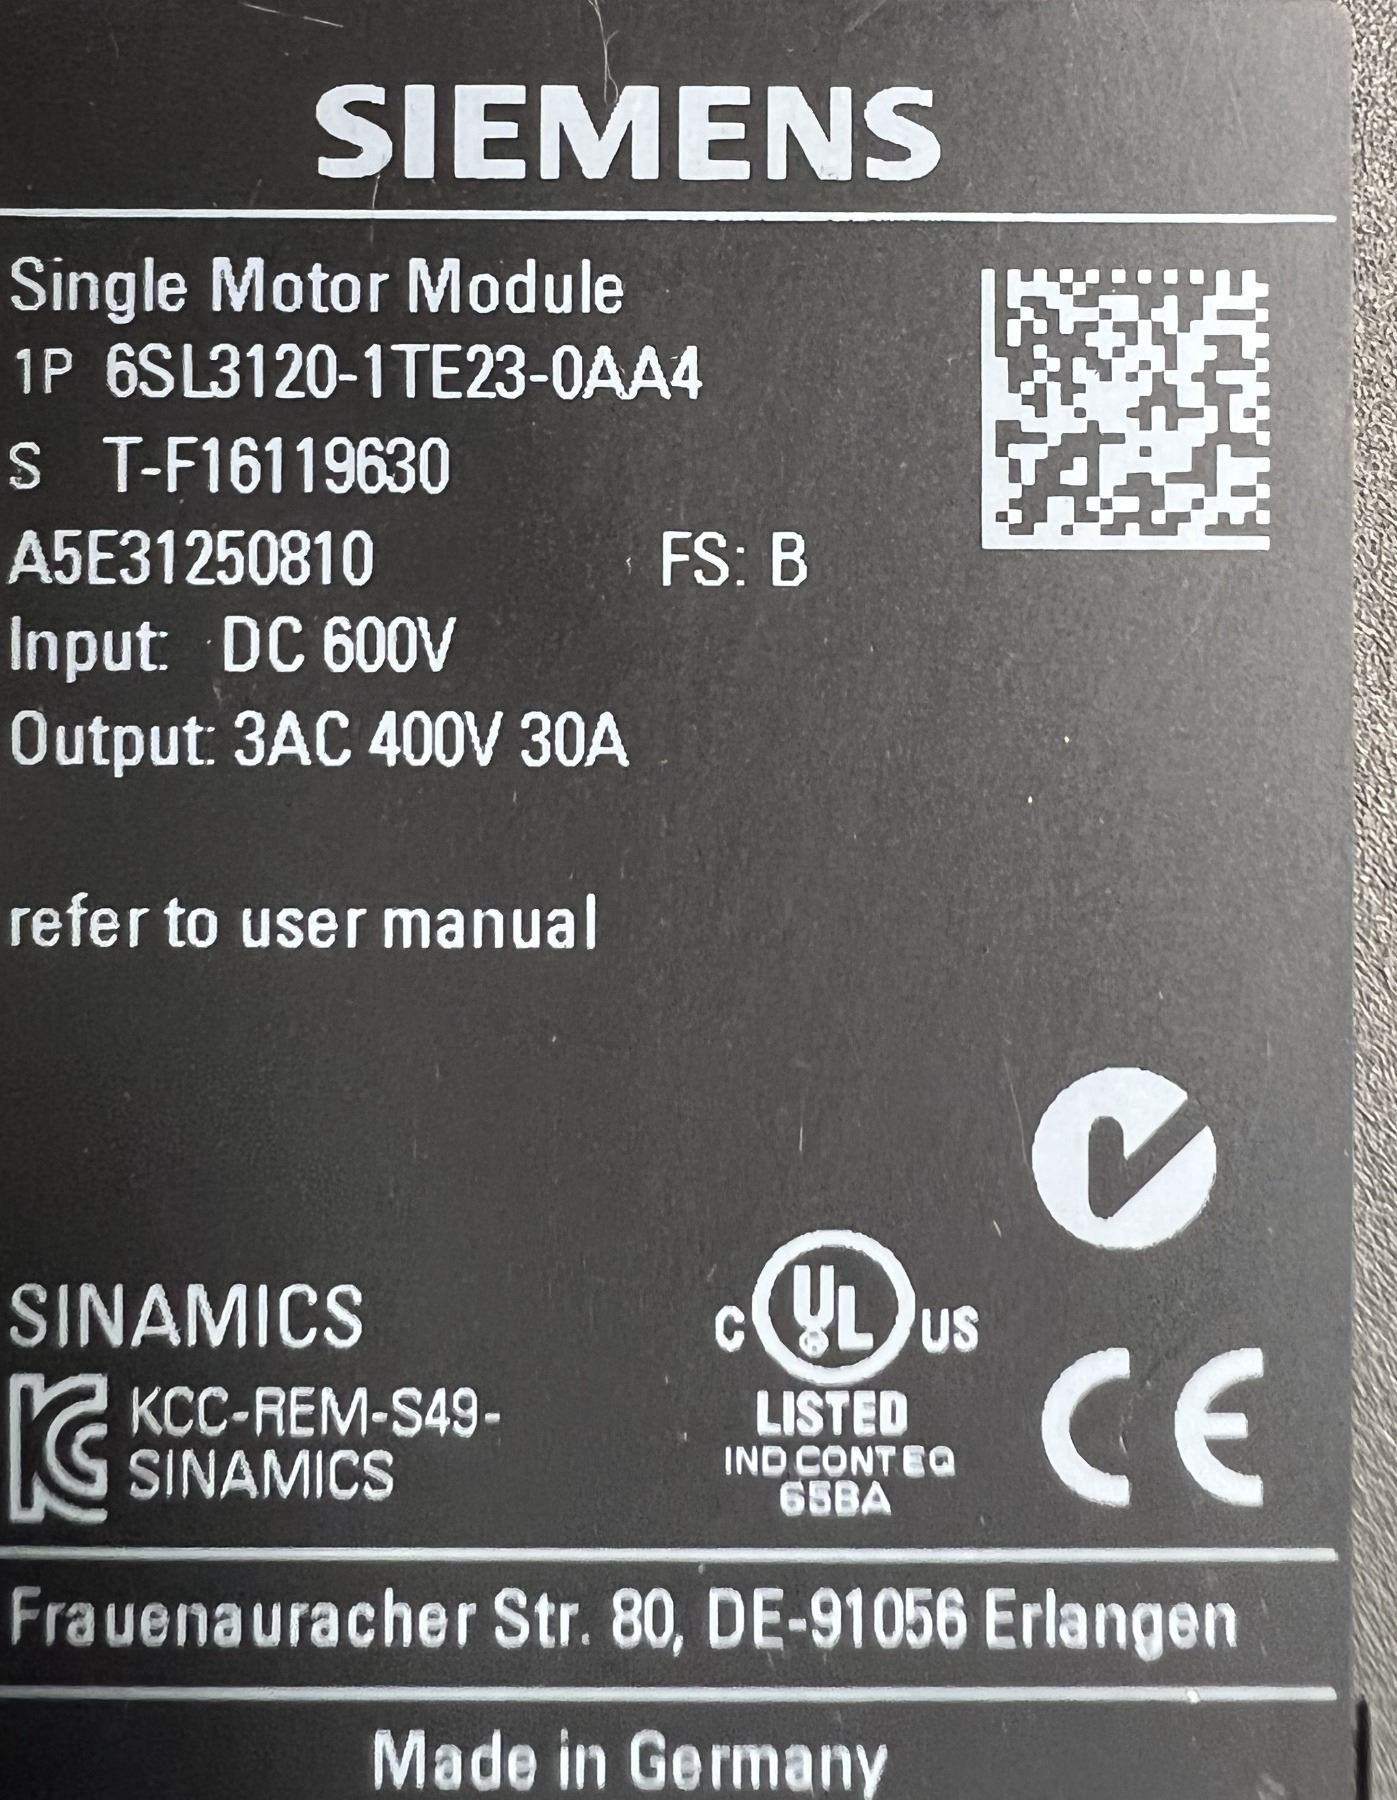 SIEMENS
Single Motor Module
1P 6SL3120-1TE23-0AA4
S T-F16119630
A5E31250810 FS: B
Input: DC 600V
Output: 3AC 400V 30A
refer to user manual
SINAMICS
KCC-REM-S49-
SINAMICS
C UL US
®
LISTED
IND CONT EQ
65BA
CE
Frauenauracher Str. 80, DE-91056 Erlangen
Made in Germany